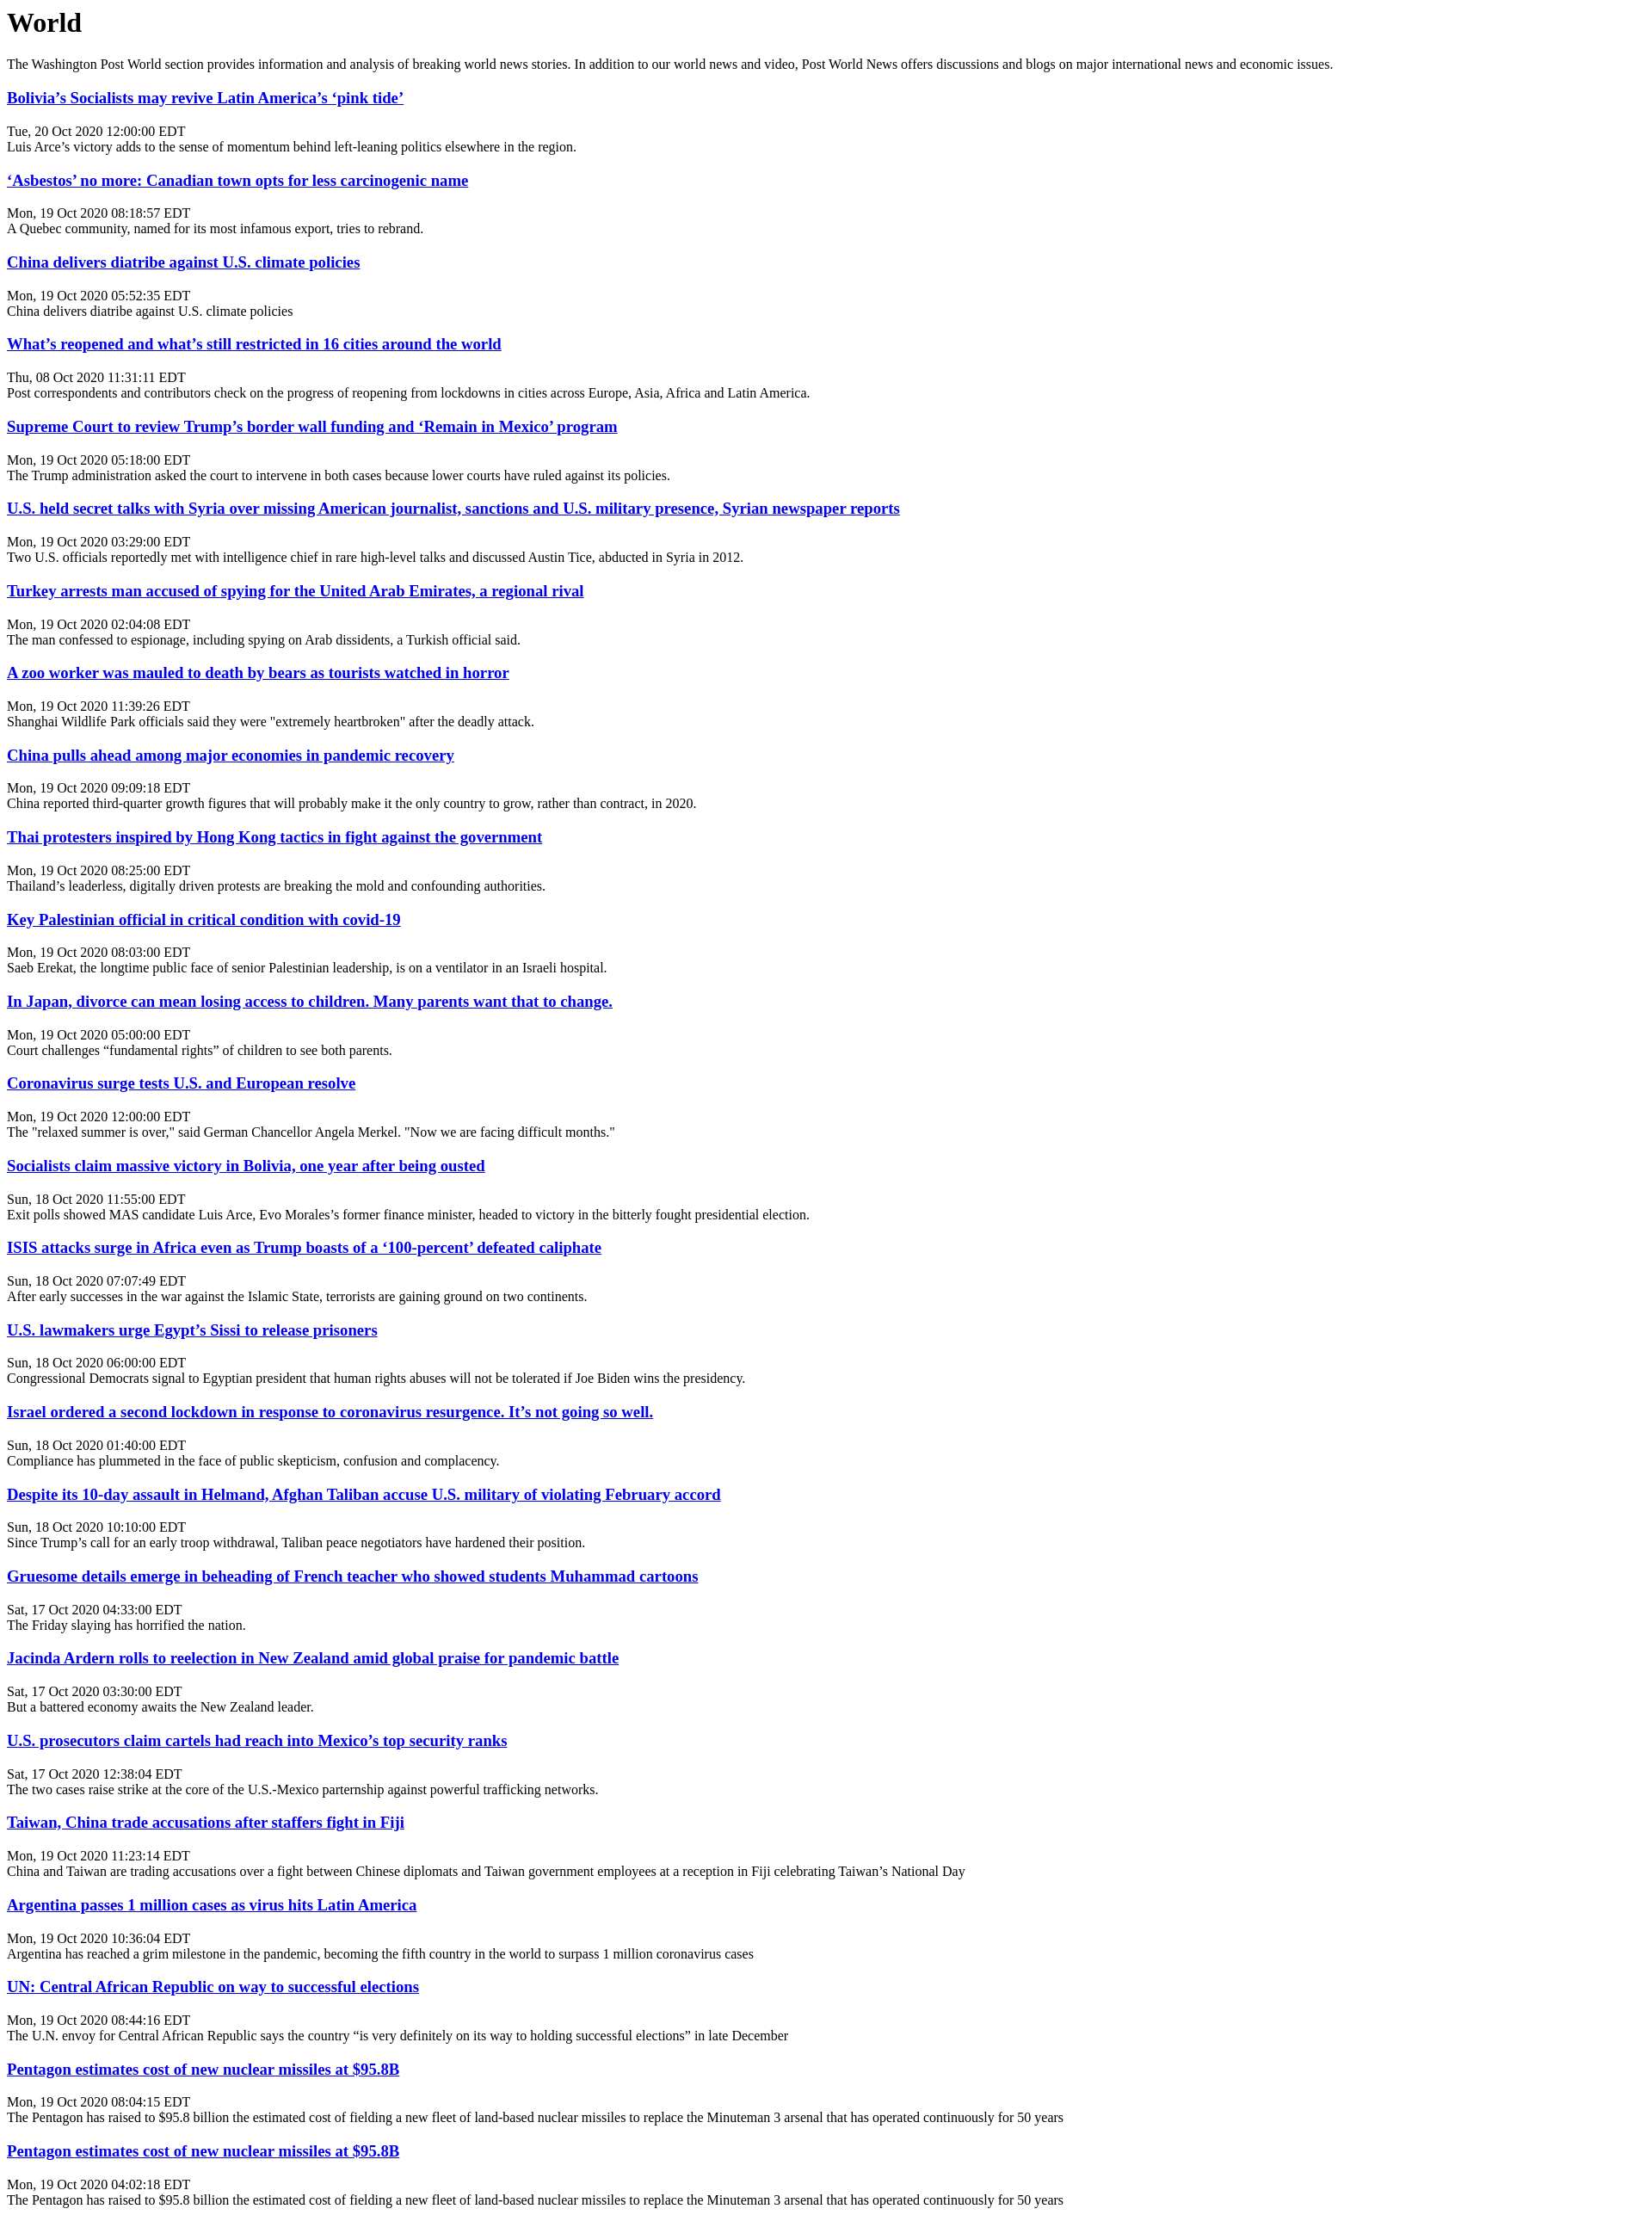 World
The Washington Post World section provides information and analysis of breaking world news stories. In addition to our world news and video, Post World News offers discussions and blogs on major international news and economic issues.
Bolivia’s Socialists may revive Latin America’s ‘pink tide’
Tue, 20 Oct 2020 12:00:00 EDT
Luis Arce’s victory adds to the sense of momentum behind left-leaning politics elsewhere in the region.
‘Asbestos’ no more: Canadian town opts for less carcinogenic name
Mon, 19 Oct 2020 08:18:57 EDT
A Quebec community, named for its most infamous export, tries to rebrand.
China delivers diatribe against U.S. climate policies
Mon, 19 Oct 2020 05:52:35 EDT
China delivers diatribe against U.S. climate policies
What’s reopened and what’s still restricted in 16 cities around the world
Thu, 08 Oct 2020 11:31:11 EDT
Post correspondents and contributors check on the progress of reopening from lockdowns in cities across Europe, Asia, Africa and Latin America.
Supreme Court to review Trump’s border wall funding and ‘Remain in Mexico’ program
Mon, 19 Oct 2020 05:18:00 EDT
The Trump administration asked the court to intervene in both cases because lower courts have ruled against its policies.
U.S. held secret talks with Syria over missing American journalist, sanctions and U.S. military presence, Syrian newspaper reports
Mon, 19 Oct 2020 03:29:00 EDT
Two U.S. officials reportedly met with intelligence chief in rare high-level talks and discussed Austin Tice, abducted in Syria in 2012.
Turkey arrests man accused of spying for the United Arab Emirates, a regional rival
Mon, 19 Oct 2020 02:04:08 EDT
The man confessed to espionage, including spying on Arab dissidents, a Turkish official said.
A zoo worker was mauled to death by bears as tourists watched in horror
Mon, 19 Oct 2020 11:39:26 EDT
Shanghai Wildlife Park officials said they were "extremely heartbroken" after the deadly attack.
China pulls ahead among major economies in pandemic recovery
Mon, 19 Oct 2020 09:09:18 EDT
China reported third-quarter growth figures that will probably make it the only country to grow, rather than contract, in 2020.
Thai protesters inspired by Hong Kong tactics in fight against the government
Mon, 19 Oct 2020 08:25:00 EDT
Thailand’s leaderless, digitally driven protests are breaking the mold and confounding authorities.
Key Palestinian official in critical condition with covid-19
Mon, 19 Oct 2020 08:03:00 EDT
Saeb Erekat, the longtime public face of senior Palestinian leadership, is on a ventilator in an Israeli hospital.
In Japan, divorce can mean losing access to children. Many parents want that to change.
Mon, 19 Oct 2020 05:00:00 EDT
Court challenges “fundamental rights” of children to see both parents.
Coronavirus surge tests U.S. and European resolve
Mon, 19 Oct 2020 12:00:00 EDT
The "relaxed summer is over," said German Chancellor Angela Merkel. "Now we are facing difficult months."
Socialists claim massive victory in Bolivia, one year after being ousted
Sun, 18 Oct 2020 11:55:00 EDT
Exit polls showed MAS candidate Luis Arce, Evo Morales’s former finance minister, headed to victory in the bitterly fought presidential election.
ISIS attacks surge in Africa even as Trump boasts of a ‘100-percent’ defeated caliphate
Sun, 18 Oct 2020 07:07:49 EDT
After early successes in the war against the Islamic State, terrorists are gaining ground on two continents.
U.S. lawmakers urge Egypt’s Sissi to release prisoners
Sun, 18 Oct 2020 06:00:00 EDT
Congressional Democrats signal to Egyptian president that human rights abuses will not be tolerated if Joe Biden wins the presidency.
Israel ordered a second lockdown in response to coronavirus resurgence. It’s not going so well.
Sun, 18 Oct 2020 01:40:00 EDT
Compliance has plummeted in the face of public skepticism, confusion and complacency.
Despite its 10-day assault in Helmand, Afghan Taliban accuse U.S. military of violating February accord
Sun, 18 Oct 2020 10:10:00 EDT
Since Trump’s call for an early troop withdrawal, Taliban peace negotiators have hardened their position.
Gruesome details emerge in beheading of French teacher who showed students Muhammad cartoons
Sat, 17 Oct 2020 04:33:00 EDT
The Friday slaying has horrified the nation.
Jacinda Ardern rolls to reelection in New Zealand amid global praise for pandemic battle
Sat, 17 Oct 2020 03:30:00 EDT
But a battered economy awaits the New Zealand leader.
U.S. prosecutors claim cartels had reach into Mexico’s top security ranks
Sat, 17 Oct 2020 12:38:04 EDT
The two cases raise strike at the core of the U.S.-Mexico parternship against powerful trafficking networks.
Taiwan, China trade accusations after staffers fight in Fiji
Mon, 19 Oct 2020 11:23:14 EDT
China and Taiwan are trading accusations over a fight between Chinese diplomats and Taiwan government employees at a reception in Fiji celebrating Taiwan’s National Day
Argentina passes 1 million cases as virus hits Latin America
Mon, 19 Oct 2020 10:36:04 EDT
Argentina has reached a grim milestone in the pandemic, becoming the fifth country in the world to surpass 1 million coronavirus cases
UN: Central African Republic on way to successful elections
Mon, 19 Oct 2020 08:44:16 EDT
The U.N. envoy for Central African Republic says the country “is very definitely on its way to holding successful elections” in late December
Pentagon estimates cost of new nuclear missiles at $95.8B
Mon, 19 Oct 2020 08:04:15 EDT
The Pentagon has raised to $95.8 billion the estimated cost of fielding a new fleet of land-based nuclear missiles to replace the Minuteman 3 arsenal that has operated continuously for 50 years
Pentagon estimates cost of new nuclear missiles at $95.8B
Mon, 19 Oct 2020 04:02:18 EDT
The Pentagon has raised to $95.8 billion the estimated cost of fielding a new fleet of land-based nuclear missiles to replace the Minuteman 3 arsenal that has operated continuously for 50 years